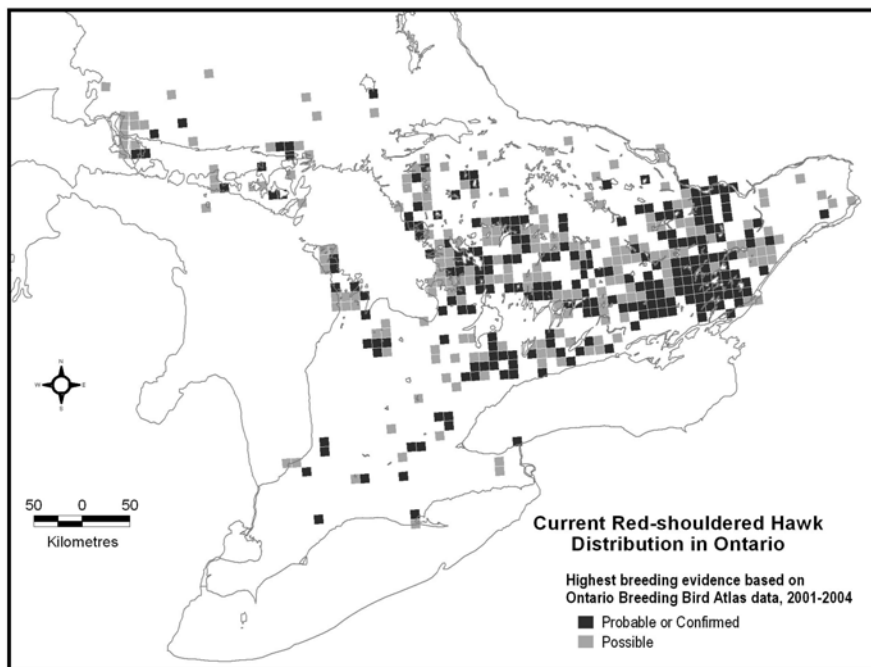 N
W E
S
50 0 50
Kilometres
Current Red-shouldered Hawk
Distribution in Ontario
Highest breeding evidence based on
Ontario Breeding Bird Atlas data, 2001-2004
Probable or Confirmed
Possible